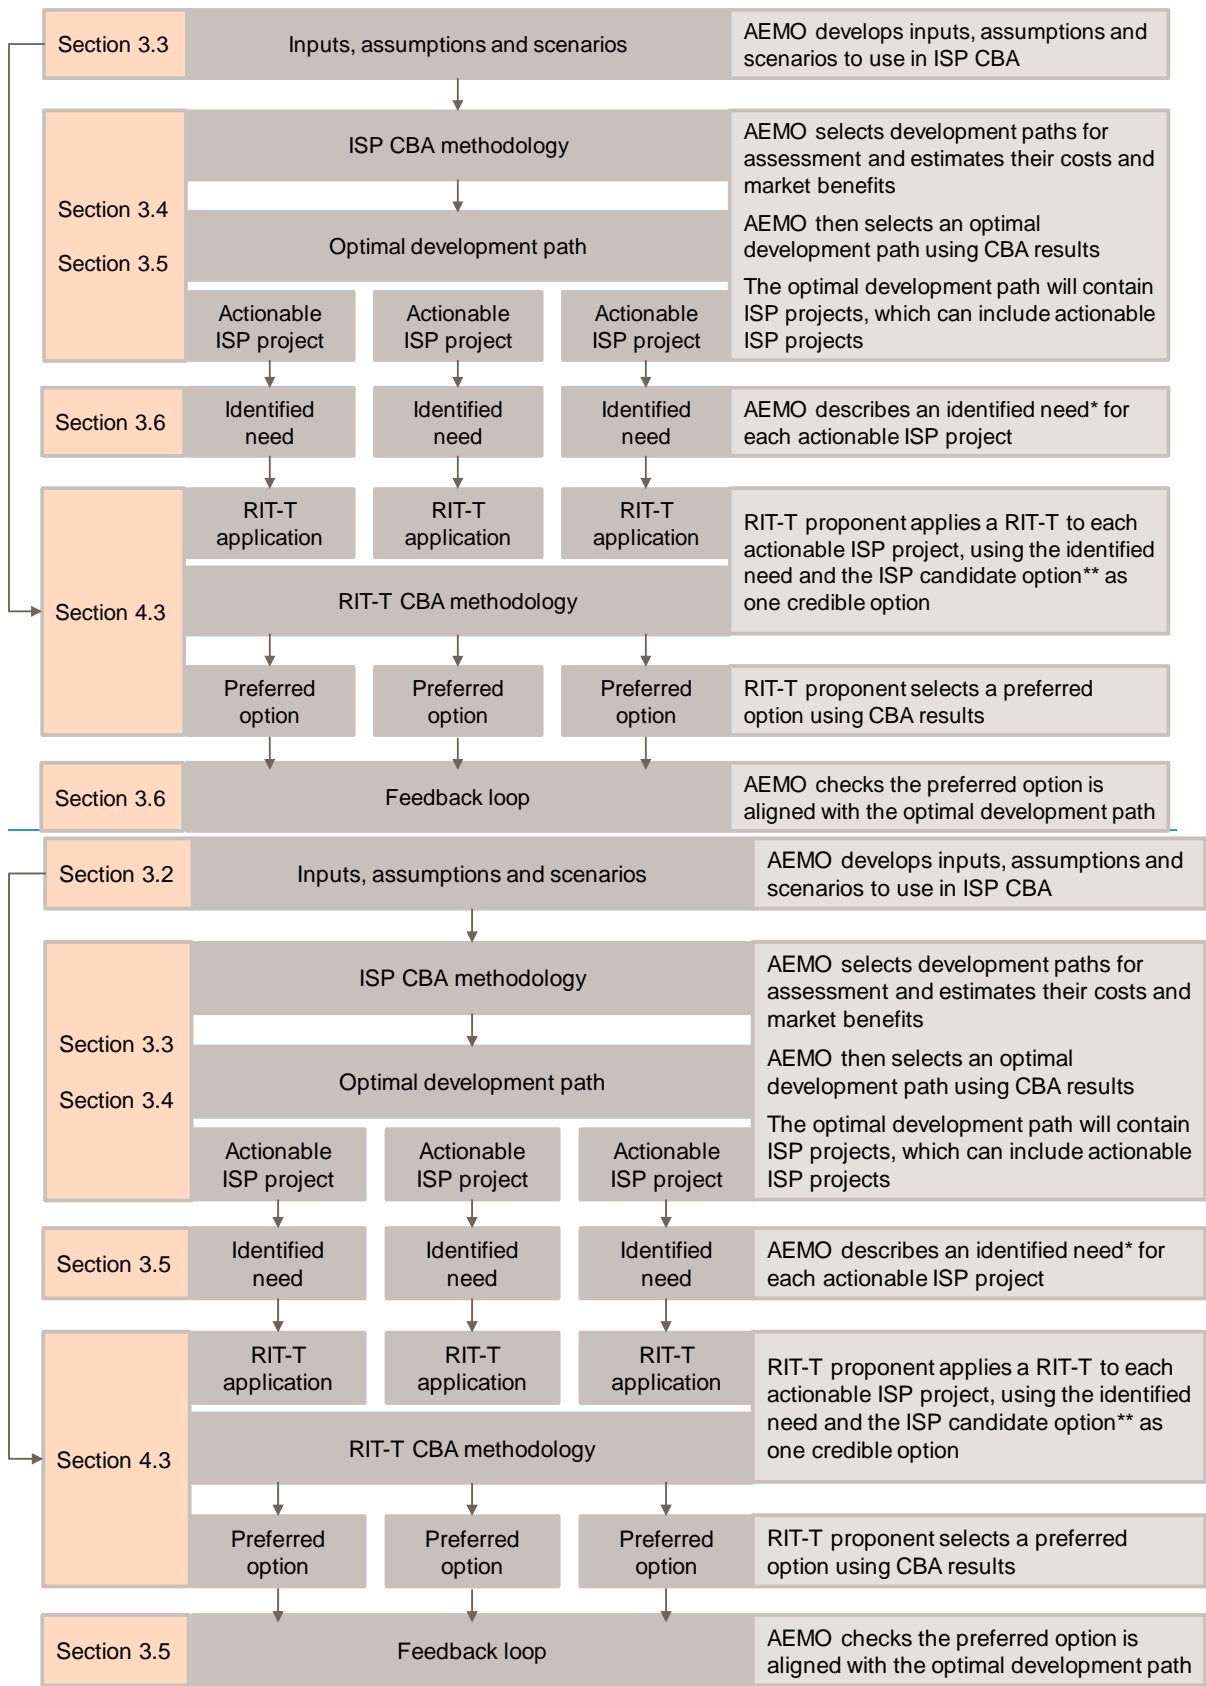 Section 3.3
Inputs, assumptions and scenarios
AEMO develops inputs, assumptions and
scenarios to use in ISP CBA
Section 3.4
Section 3.5
ISP CBA methodology
Optimal development path
Actionable
ISP project
Actionable
ISP project
Actionable
ISP project
AEMO selects development paths for
assessment and estimates their costs and
market benefits
AEMO then selects an optimal
development path using CBA results
The optimal development path will contain
ISP projects, which can include actionable
ISP projects
Section 3.6
Identified
need
Identified
need
Identified
need
AEMO describes an identified need* for
each actionable ISP project
Section 4.3
RIT-T
application
RIT-T
application
RIT-T
application
RIT-T CBA methodology
RIT-T proponent applies a RIT-T to each
actionable ISP project, using the identified
need and the ISP candidate option** as
one credible option
Preferred
option
Preferred
option
Preferred
option
RIT-T proponent selects a preferred
option using CBA results
Section 3.6
Feedback loop
AEMO checks the preferred option is
aligned with the optimal development path
Section 3.2
Inputs, assumptions and scenarios
AEMO develops inputs, assumptions and
scenarios to use in ISP CBA
Section 3.3
Section 3.4
ISP CBA methodology
Optimal development path
Actionable
ISP project
Actionable
ISP project
Actionable
ISP project
AEMO selects development paths for
assessment and estimates their costs and
market benefits
AEMO then selects an optimal
development path using CBA results
The optimal development path will contain
ISP projects, which can include actionable
ISP projects
Section 3.5
Identified
need
Identified
need
Identified
need
AEMO describes an identified need* for
each actionable ISP project
Section 4.3
RIT-T
application
RIT-T
application
RIT-T
application
RIT-T CBA methodology
RIT-T proponent applies a RIT-T to each
actionable ISP project, using the identified
need and the ISP candidate option** as
one credible option
Preferred
option
Preferred
option
Preferred
option
RIT-T proponent selects a preferred
option using CBA results
Section 3.5
Feedback loop
AEMO checks the preferred option is
aligned with the optimal development path